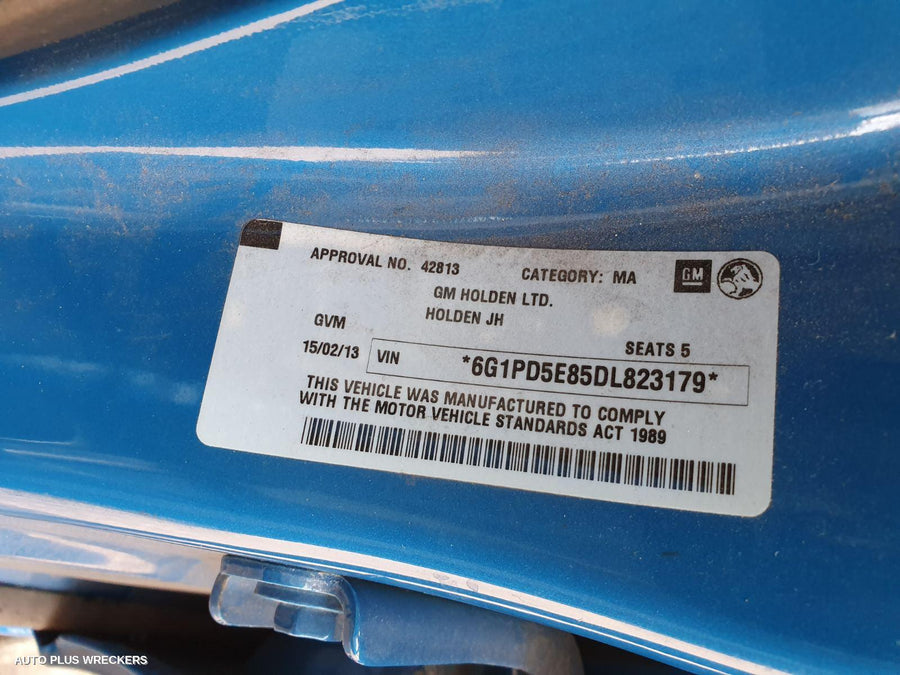 APPROVAL NO. 42813 CATEGORY: MA GM
GM HOLDEN LTD.
HOLDEN JH
GVM
SEATS 5
15/02/13 VIN *6G1PD5E85DL823179*
THIS VEHICLE WAS MANUFACTURED TO COMPLY
WITH THE MOTOR VEHICLE STANDARDS ACT 1989
AUTO PLUS WRECKERS